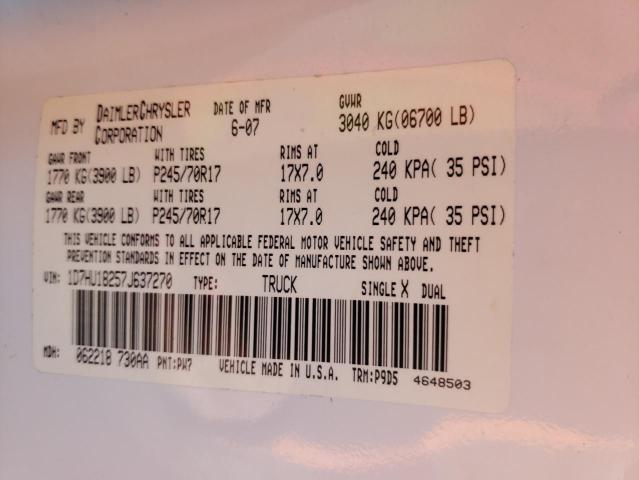 MFD BY DAIMLERCHRYSLER CORPORATION DATE OF MFR 6-07 GVWR 3040 KG(06700 LB)
GAWR FRONT WITH TIRES RIMS AT COLD
1770 KG(3900 LB) P245/70R17 17X7.0 240 KPA( 35 PSI)
GAWR REAR WITH TIRES RIMS AT COLD
1770 KG(3900 LB) P245/70R17 17X7.0 240 KPA( 35 PSI)
THIS VEHICLE CONFORMS TO ALL APPLICABLE FEDERAL MOTOR VEHICLE SAFETY AND THEFT
PREVENTION STANDARDS IN EFFECT ON THE DATE OF MANUFACTURE SHOWN ABOVE.
VIN: 1D7HU18257J637270 TYPE: TRUCK SINGLE X DUAL
MDH: 062218 730AA PNT:PW7 VEHICLE MADE IN U.S.A. TRM:P9D5 4648503